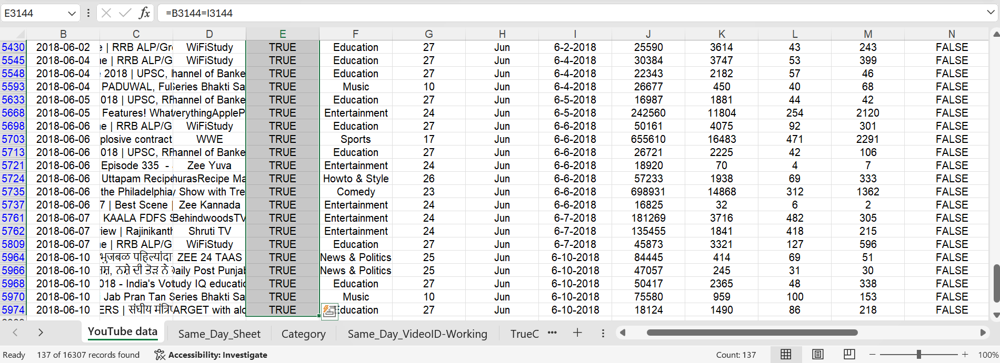 E3144 fx =B3144=I3144
B C D E F G H I J K L M N
5430 2018-06-02 e | RRB ALP/Gr WiFiStudy TRUE Education 27 Jun 6-2-2018 25590 3614 43 243 FALSE
5545 2018-06-04 | RRB ALP/G WiFiStudy TRUE Education 27 Jun 6-4-2018 30384 3747 53 399 FALSE
5548 2018-06-04 2018 | UPSC, hannel of Banke TRUE Education 27 Jun 6-4-2018 22343 2182 57 46 FALSE
5593 2018-06-04 PADUWAL, Ful Series Bhakti Sa TRUE Music 10 Jun 6-4-2018 26677 450 40 68 FALSE
5633 2018-06-05 018 | UPSC, RF hannel of Banke TRUE Education 27 Jun 6-5-2018 16987 1881 44 42 FALSE
5668 2018-06-05 Features! What verythingAppleP TRUE Entertainment 24 Jun 6-5-2018 242560 11804 254 2120 FALSE
5698 2018-06-06 | RRB ALP/G WiFiStudy TRUE Education 27 Jun 6-6-2018 50161 4075 92 301 FALSE
5703 2018-06-06 plosive contract WWE TRUE Sports 17 Jun 6-6-2018 655610 16483 471 2291 FALSE
5713 2018-06-06 018 | UPSC, RF hannel of Banke TRUE Education 27 Jun 6-6-2018 26721 2225 42 106 FALSE
5721 2018-06-06 Episode 335 - Zee Yuva TRUE Entertainment 24 Jun 6-6-2018 18920 70 4 7 FALSE
5724 2018-06-06 Uttapam Recipe hurasRecipe Ma TRUE Howto & Style 26 Jun 6-6-2018 57233 1938 69 333 FALSE
5735 2018-06-06 the Philadelphia y Show with Tre TRUE Comedy 23 Jun 6-6-2018 698931 14868 312 1362 FALSE
5737 2018-06-06 7 | Best Scene | Zee Kannada TRUE Entertainment 24 Jun 6-6-2018 16825 32 6 2 FALSE
5761 2018-06-07 KAALA FDFS BehindwoodsTV TRUE Entertainment 24 Jun 6-7-2018 181269 3716 482 305 FALSE
5762 2018-06-07 view | Rajinikanth Shruti TV TRUE Entertainment 24 Jun 6-7-2018 135455 1841 418 215 FALSE
5809 2018-06-07 | RRB ALP/G WiFiStudy TRUE Education 27 Jun 6-7-2018 45873 3321 127 596 FALSE
5964 2018-06-10 भुजबळ पहिल्यांदा ZEE 24 TAAS TRUE News & Politics 25 Jun 6-10-2018 84445 414 69 51 FALSE
5966 2018-06-10 ਨਸ਼ੇ ਦੀ ਤੋੜ ਨੇ Daily Post Punjab TRUE News & Politics 25 Jun 6-10-2018 47057 245 31 30 FALSE
5968 2018-06-10 018 - India's Vot tudy IQ educatic TRUE Education 27 Jun 6-10-2018 50417 2365 48 338 FALSE
5970 2018-06-10 Jab Pran Tan Series Bhakti Sa TRUE Music 10 Jun 6-10-2018 75580 959 100 153 FALSE
5974 2018-06-10 ERS | संघीय मंत्रि ARGET with alo TRUE Education 27 Jun 6-10-2018 18124 1490 86 218 FALSE
YouTube data Same_Day_Sheet Category Same_Day_VideoID-Working TrueC ••• +
Ready 137 of 16307 records found Accessibility: Investigate Count: 137 − + 100%